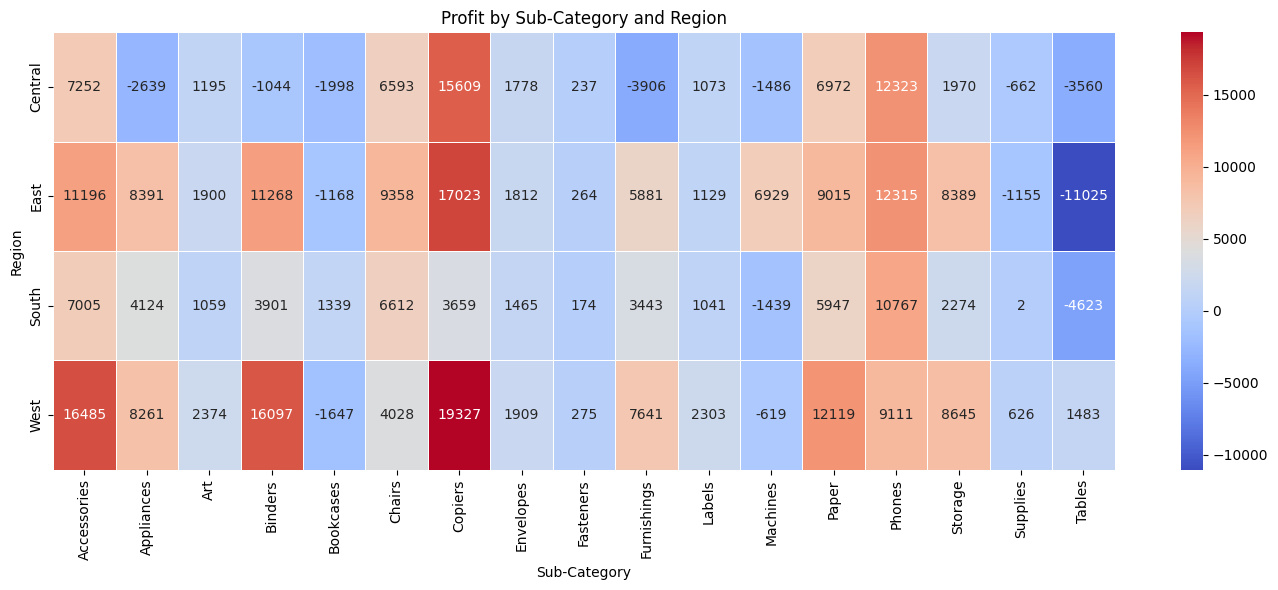 Profit by Sub-Category and Region
Central 7252 -2639 1195 -1044 -1998 6593 15609 1778 237 -3906 1073 -1486 6972 12323 1970 -662 -3560
East 11196 8391 1900 11268 -1168 9358 17023 1812 264 5881 1129 6929 9015 12315 8389 -1155 -11025
South 7005 4124 1059 3901 1339 6612 3659 1465 174 3443 1041 -1439 5947 10767 2274 2 -4623
West 16485 8261 2374 16097 -1647 4028 19327 1909 275 7641 2303 -619 12119 9111 8645 626 1483
Region
Accessories Appliances Art Binders Bookcases Chairs Copiers Envelopes Fasteners Furnishings Labels Machines Paper Phones Storage Supplies Tables
Sub-Category
15000
10000
5000
0
−5000
−10000